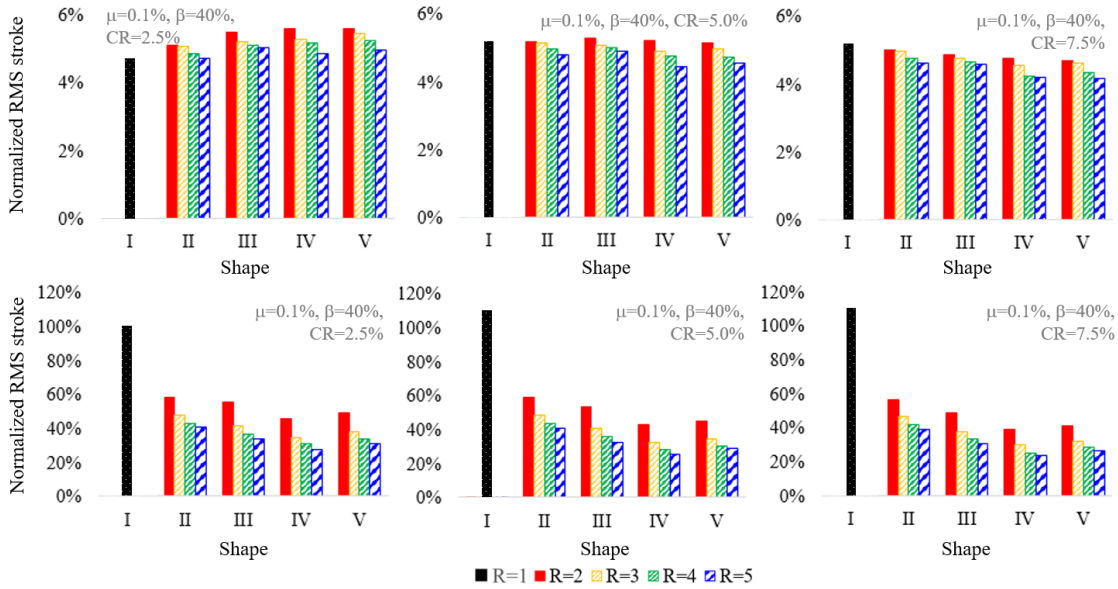 Normalized RMS stroke
6%
4%
2%
0%
μ=0.1%, β=40%,
CR=2.5%
I II III IV V
Shape
6%
4%
2%
0%
μ=0.1%, β=40%, CR=5.0%
I II III IV V
Shape
6%
4%
2%
0%
μ=0.1%, β=40%,
CR=7.5%
I II III IV V
Shape
Normalized RMS stroke
120%
100%
80%
60%
40%
20%
0%
μ=0.1%, β=40%,
CR=2.5%
I II III IV V
Shape
120%
100%
80%
60%
40%
20%
0%
μ=0.1%, β=40%,
CR=5.0%
I II III IV V
Shape
120%
100%
80%
60%
40%
20%
0%
μ=0.1%, β=40%,
CR=7.5%
I II III IV V
Shape
R=1 R=2 R=3 R=4 R=5